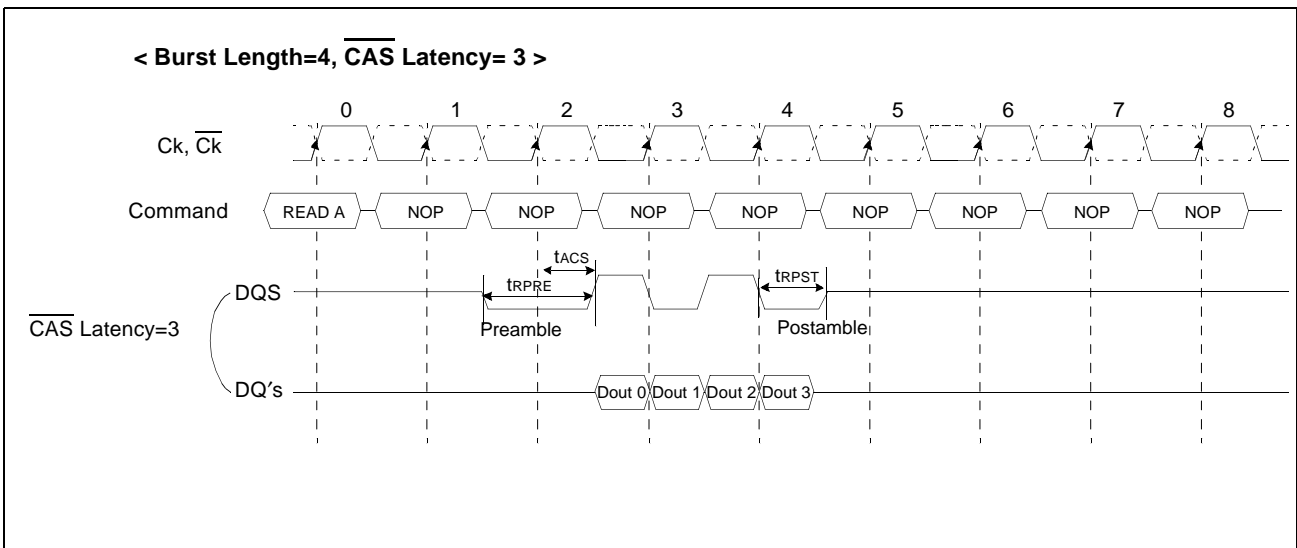 < Burst Length=4, CAS Latency= 3 >
0 1 2 3 4 5 6 7 8
Ck, Ck
Command READ A NOP NOP NOP NOP NOP NOP NOP NOP
tACS
DQS tRPRE tRPST
Preamble Postamble
CAS Latency=3
DQ′s Dout 0 Dout 1 Dout 2 Dout 3